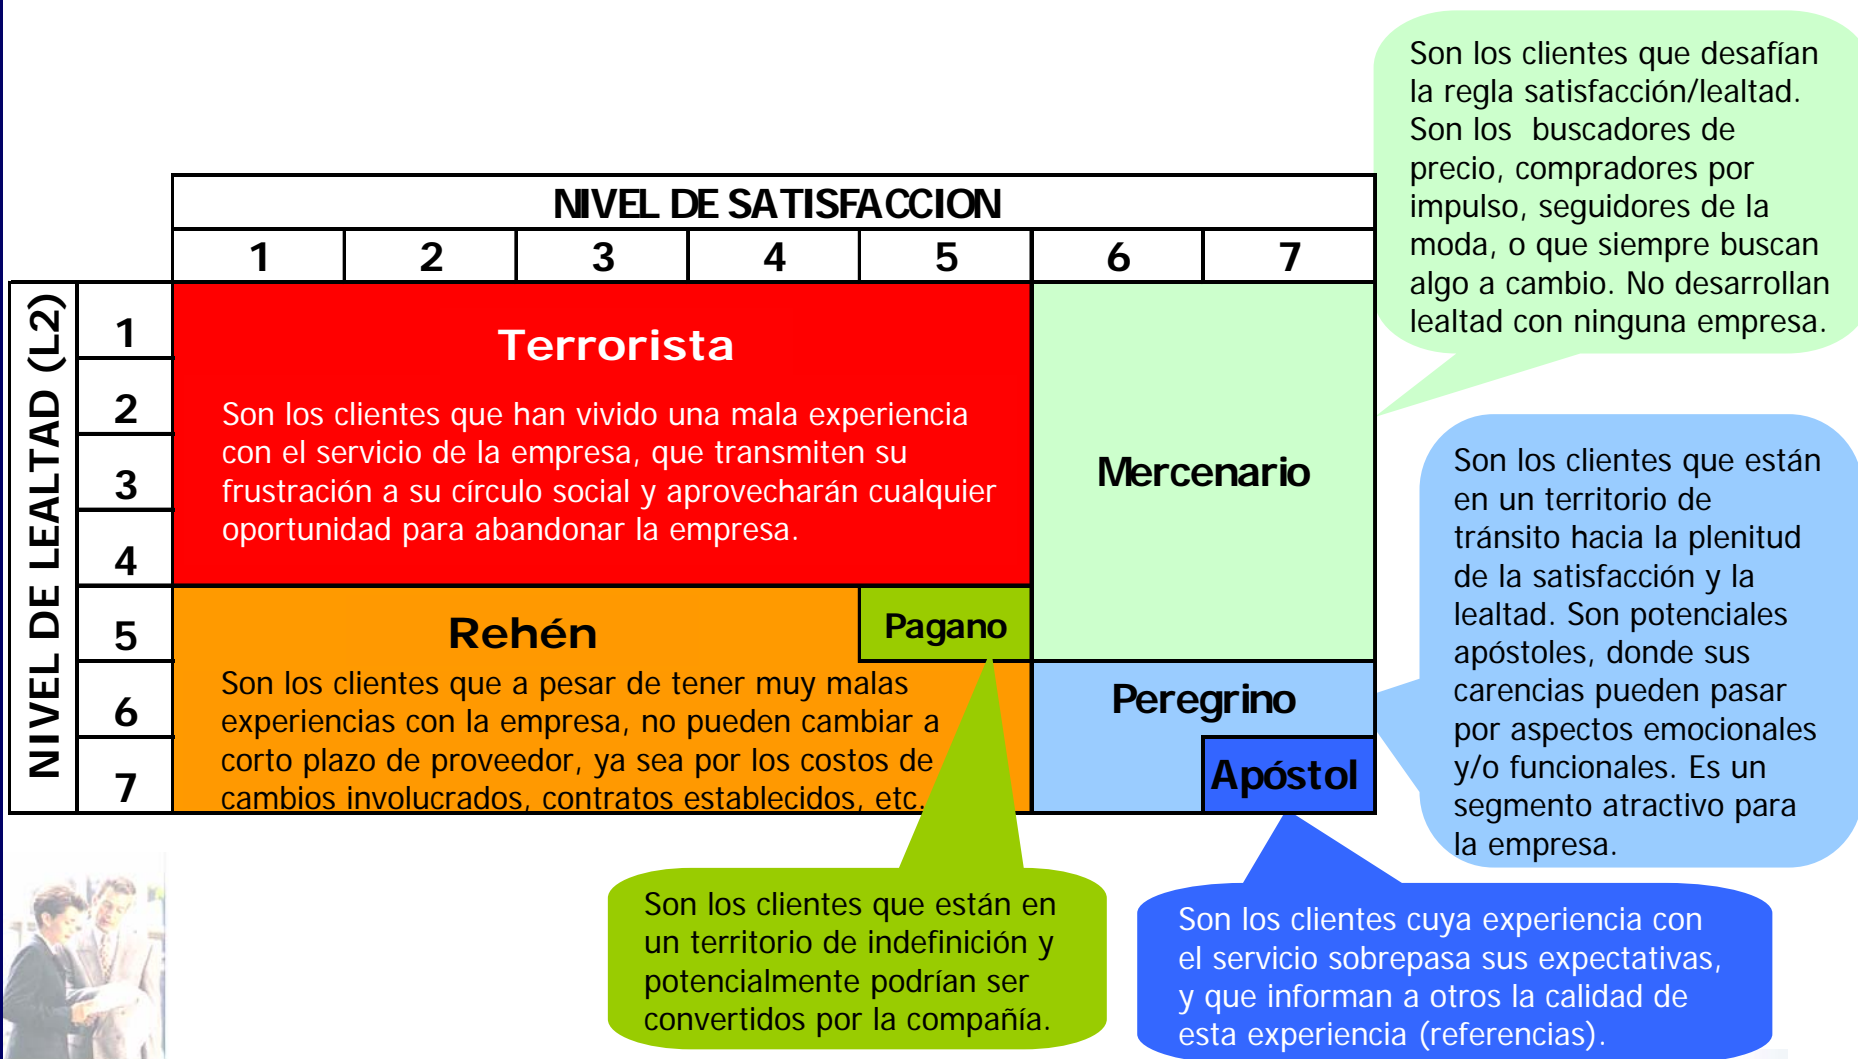 Son los clientes que desafían
la regla satisfacción/lealtad.
Son los buscadores de
precio, compradores por
impulso, seguidores de la
moda, o que siempre buscan
algo a cambio. No desarrollan
lealtad con ninguna empresa.
NIVEL DE SATISFACCION
1 2 3 4 5 6 7
NIVEL DE LEALTAD (L2)
1
2
3
4
5
6
7
Terrorista
Son los clientes que han vivido una mala experiencia
con el servicio de la empresa, que transmiten su
frustración a su círculo social y aprovecharán cualquier
oportunidad para abandonar la empresa.
Mercenario
Rehén
Son los clientes que a pesar de tener muy malas
experiencias con la empresa, no pueden cambiar a
corto plazo de proveedor, ya sea por los costos de
cambios involucrados, contratos establecidos, etc.
Pagano
Peregrino
Apóstol
Son los clientes que están
en un territorio de
tránsito hacia la plenitud
de la satisfacción y la
lealtad. Son potenciales
apóstoles, donde sus
carencias pueden pasar
por aspectos emocionales
y/o funcionales. Es un
segmento atractivo para
la empresa.
Son los clientes que están en
un territorio de indefinición y
potencialmente podrían ser
convertidos por la compañía.
Son los clientes cuya experiencia con
el servicio sobrepasa sus expectativas,
y que informan a otros la calidad de
esta experiencia (referencias).